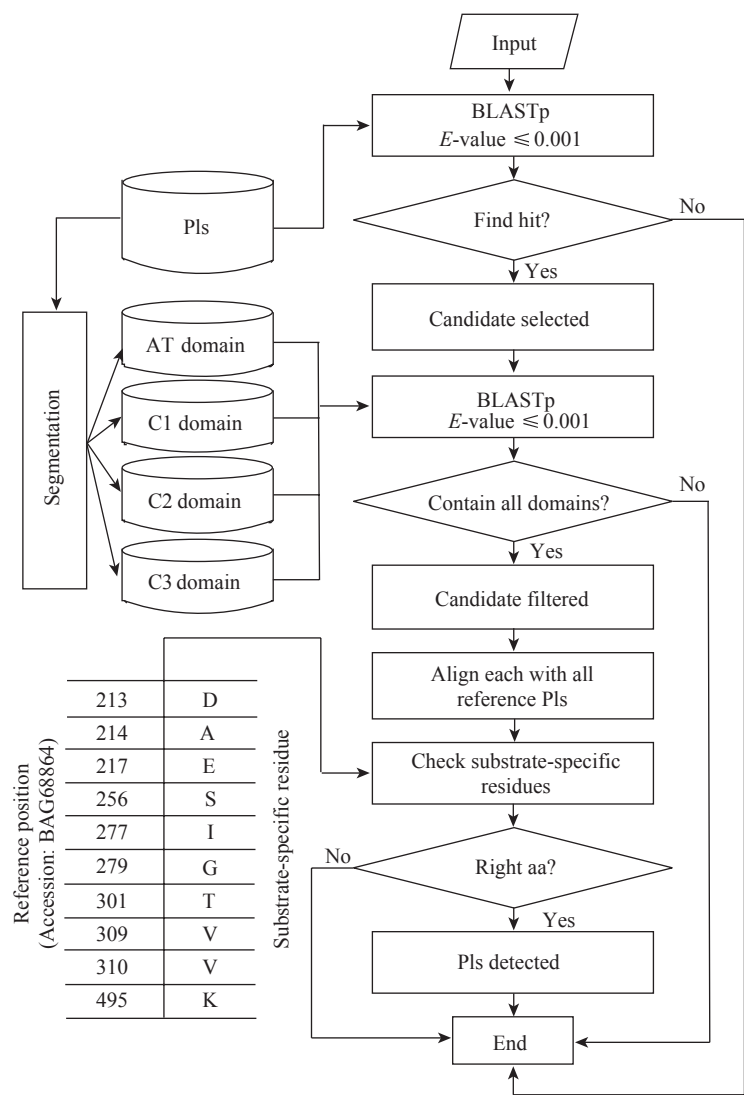 Input
BLASTp
E-value ≤ 0.001
Find hit?
No
Yes
Pls
Candidate selected
Segmentation
AT domain
C1 domain
C2 domain
C3 domain
BLASTp
E-value ≤ 0.001
Contain all domains?
No
Yes
Candidate filtered
Align each with all
reference Pls
Check substrate-specific
residues
Reference position
(Accession: BAG68864)
213 D
214 A
217 E
256 S
277 I
279 G
301 T
309 V
310 V
495 K
Substrate-specific residue
No
Right aa?
Yes
Pls detected
End